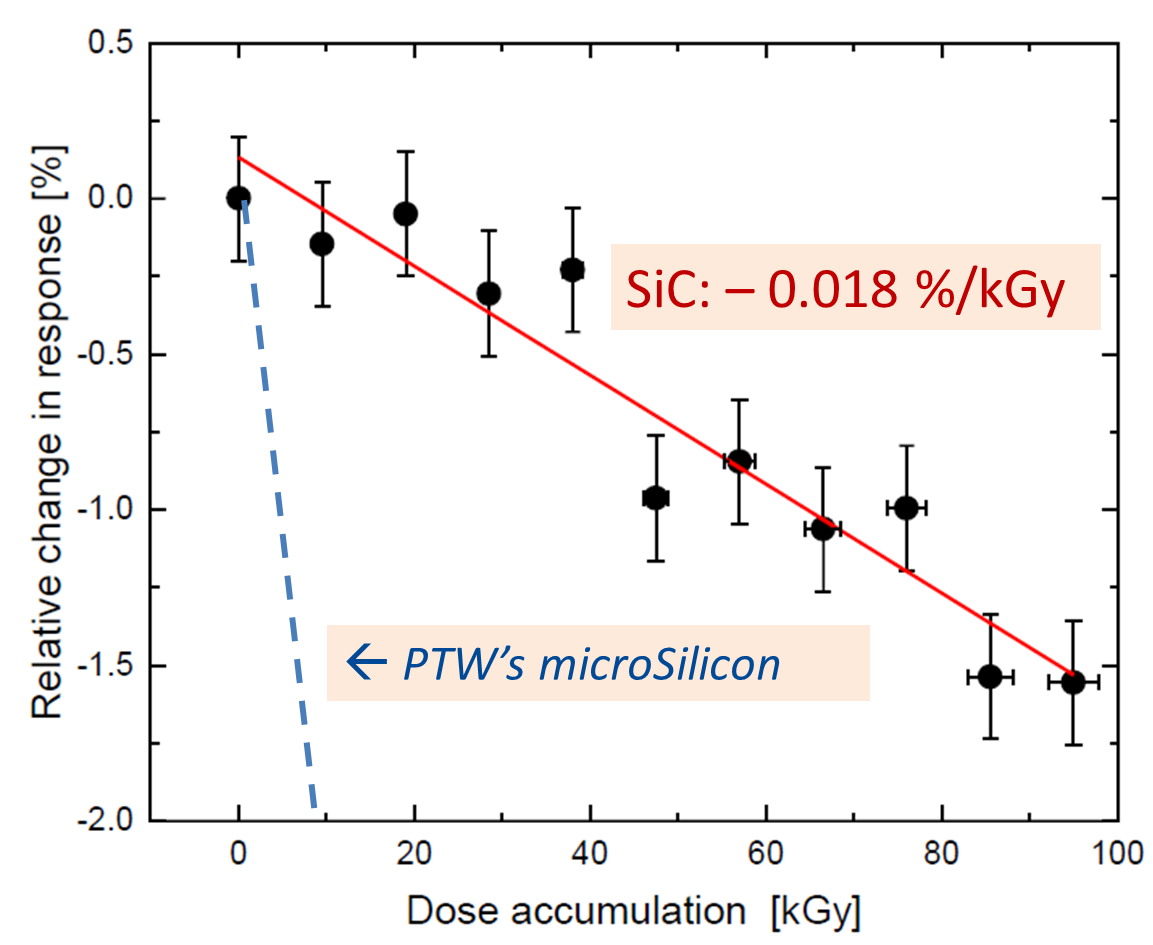 0.5
0.0
-0.5
-1.0
-1.5
-2.0
Relative change in response [%]
SiC: – 0.018 %/kGy
← PTW’s microSilicon
0 20 40 60 80 100
Dose accumulation [kGy]